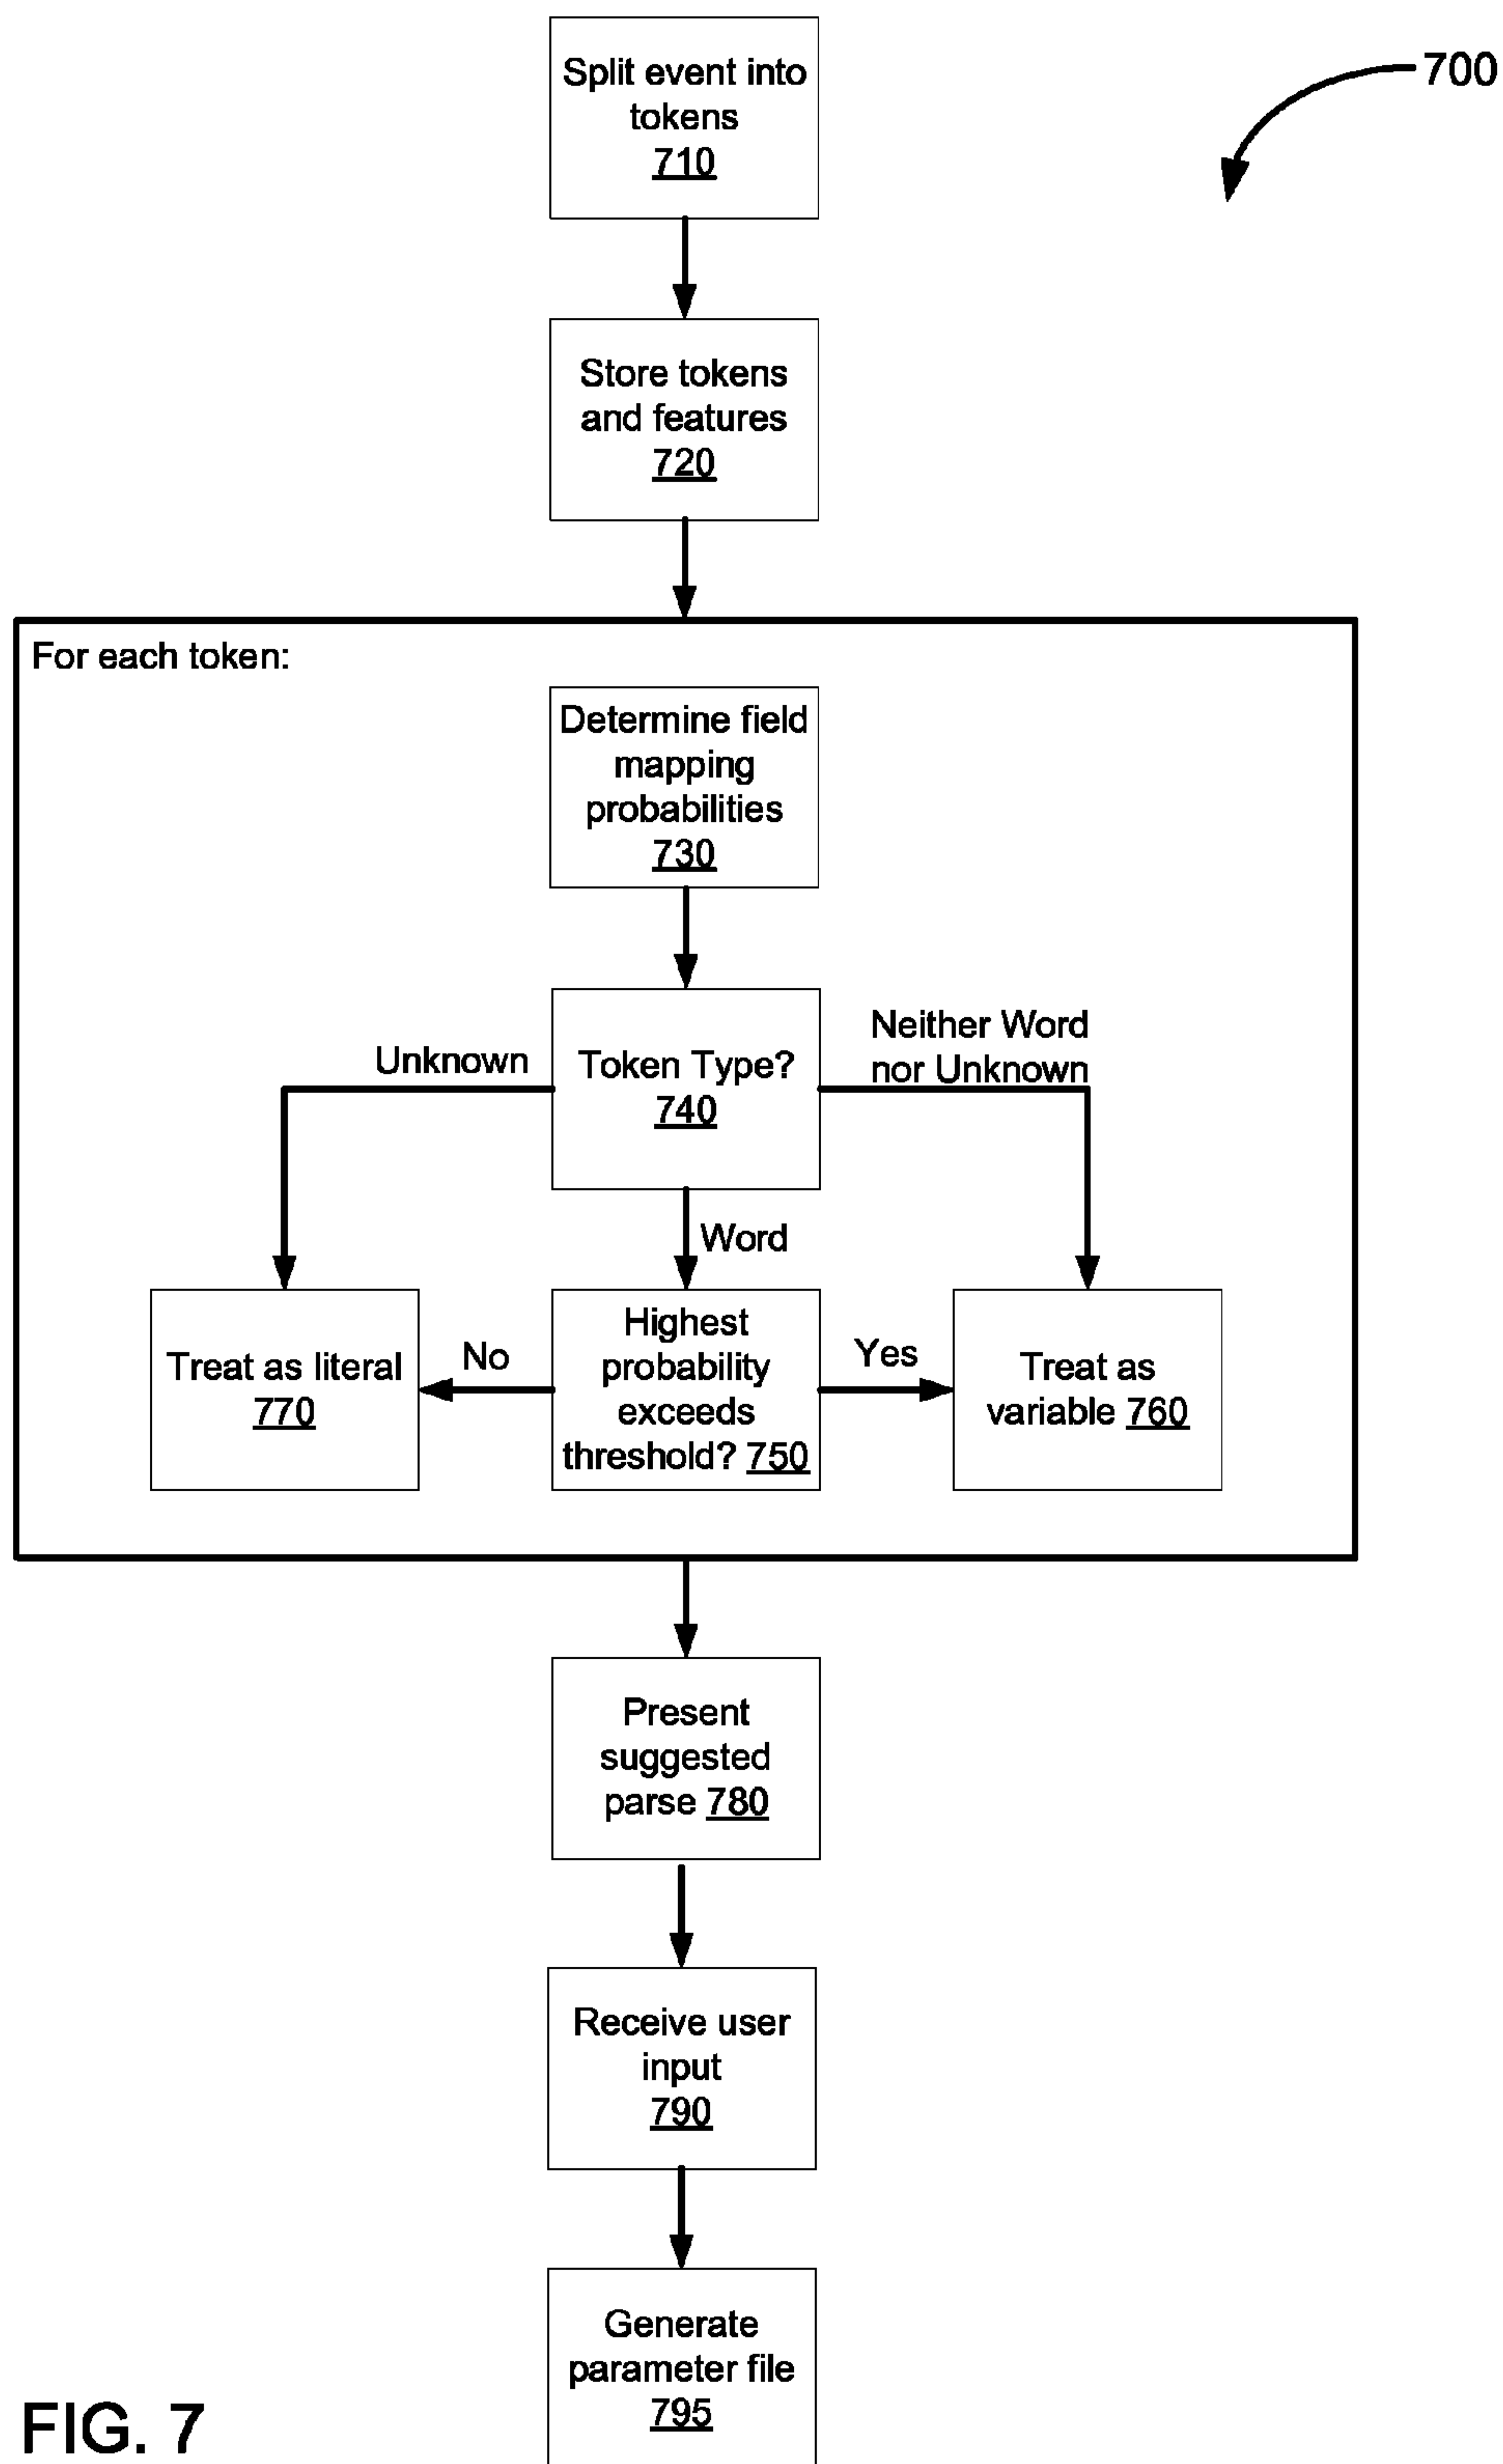 Split event into
tokens
710
700
Store tokens
and features
720
For each token:
Determine field
mapping
probabilities
730
Unknown
Token Type?
740
Neither Word
nor Unknown
Word
Treat as literal
770
No
Highest
probability
exceeds
threshold? 750
Yes
Treat as
variable 760
Present
suggested
parse 780
Receive user
input
790
Generate
parameter file
795
FIG. 7